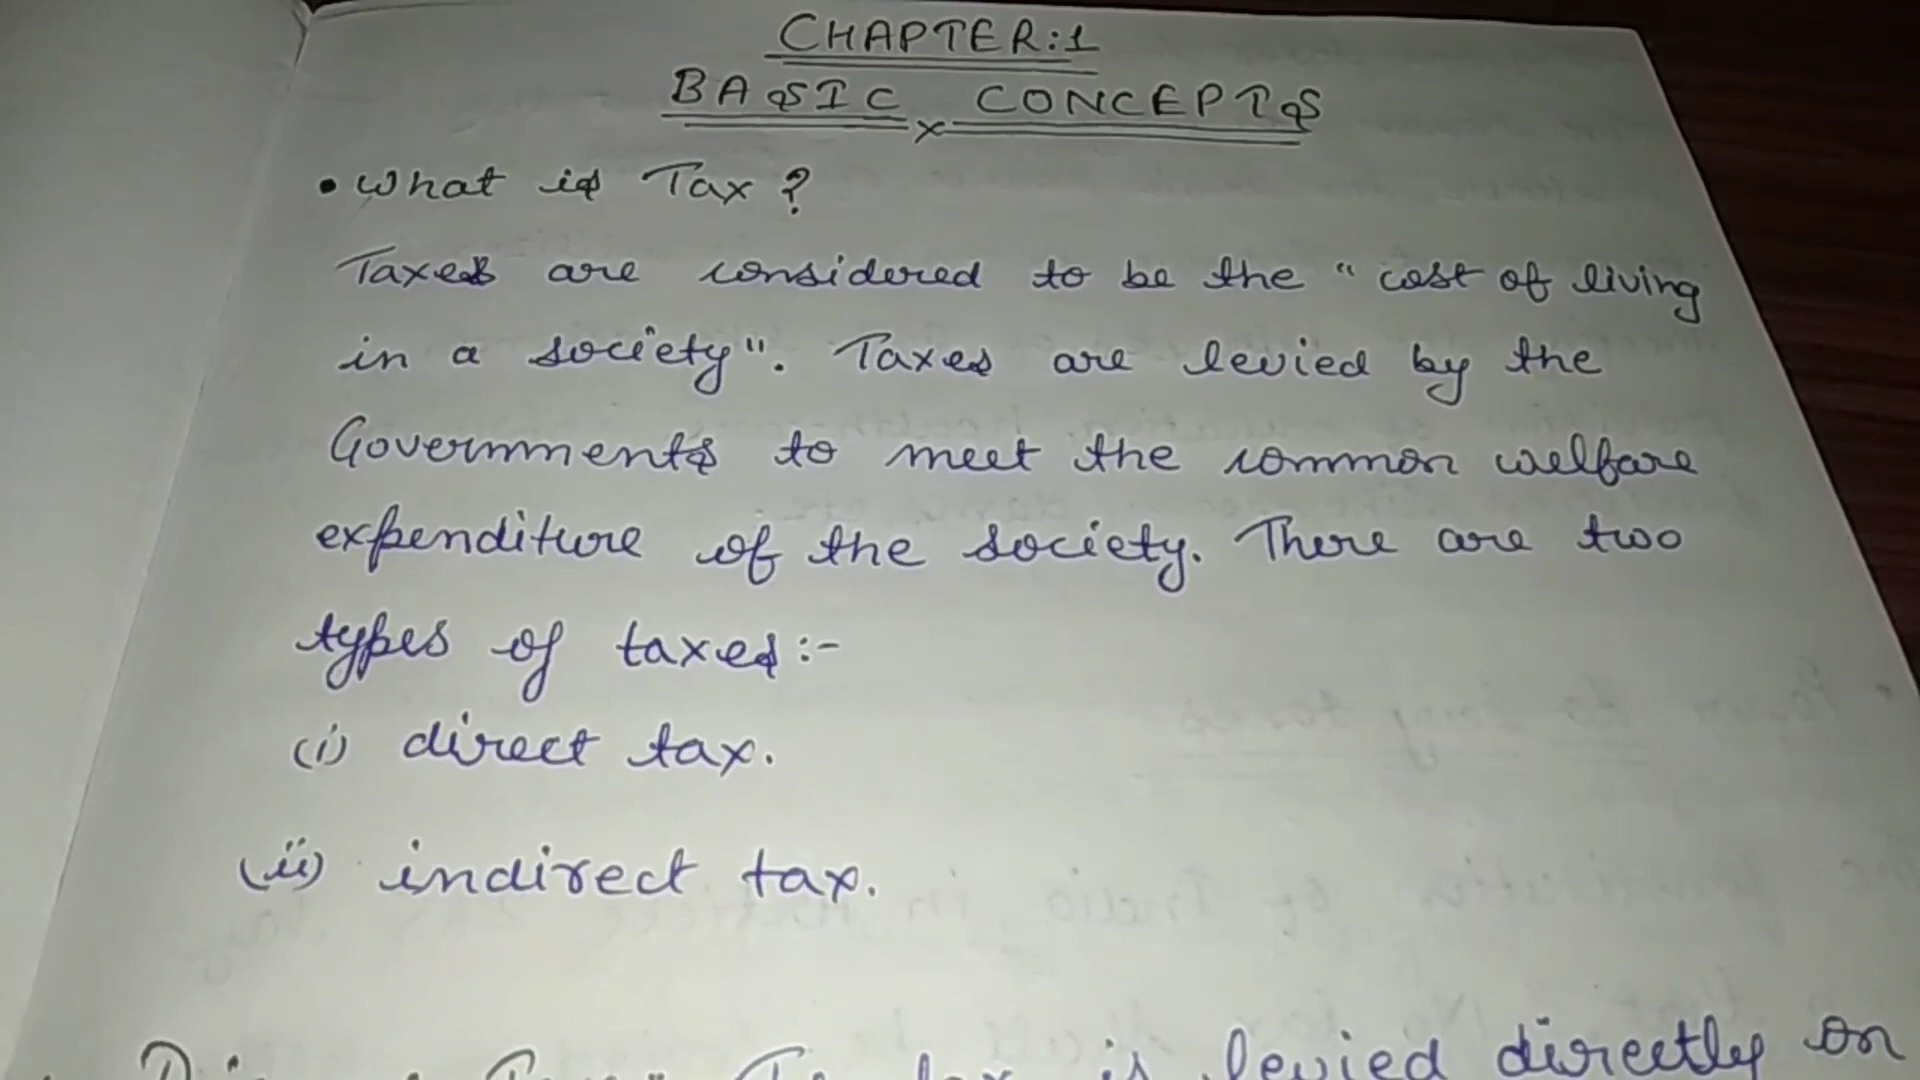 CHAPTER:1
BASIC CONCEPTS
• What is Tax?
Taxes are considered to be the "cost of living
in a society". Taxes are levied by the
Governments to meet the common welfare
expenditure of the society. There are two
types of taxes:-
(i) direct tax.
(ii) indirect tax.
is levied directly on